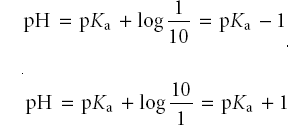 pH = pKa + log 1/10 = pKa − 1.
pH = pKa + log 10/1 = pKa + 1